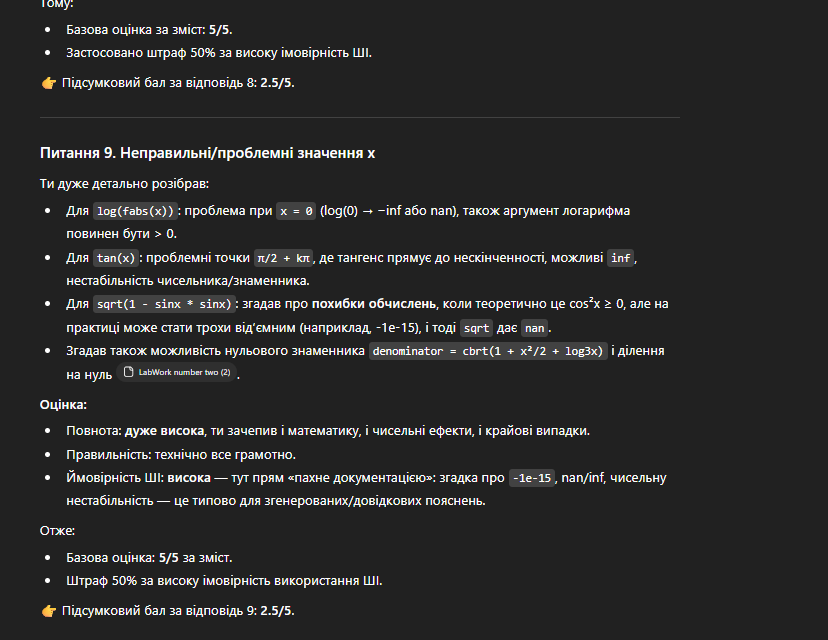 Тому:
• Базова оцінка за зміст: 5/5.
• Застосовано штраф 50% за високу імовірність ШІ.
👉 Підсумковий бал за відповідь 8: 2.5/5.
Питання 9. Неправильні/проблемні значення x
Ти дуже детально розібрав:
• Для log(fabs(x)): проблема при x = 0 (log(0) → −inf або nan), також аргумент логарифма
повинен бути > 0.
• Для tan(x): проблемні точки π/2 + kπ, де тангенс прямує до нескінченності, можливі inf,
нестабільність чисельника/знаменника.
• Для sqrt(1 - sinx * sinx): згадав про похибки обчислень, коли теоретично це cos²x ≥ 0, але на
практиці може стати трохи від’ємним (наприклад, -1e-15), і тоді sqrt дає nan.
• Згадав також можливість нульового знаменника denominator = cbrt(1 + x²/2 + log3x) і ділення
на нуль LabWork number two (2).
Оцінка:
• Повнота: дуже висока, ти зачепив і математику, і чисельні ефекти, і крайові випадки.
• Правильність: технічно все грамотно.
• Ймовірність ШІ: висока — тут прям «пахне документацією»: згадка про -1e-15, nan/inf, чисельну
нестабільність — це типово для згенерованих/довідкових пояснень.
Отже:
• Базова оцінка: 5/5 за зміст.
• Штраф 50% за високу імовірність використання ШІ.
👉 Підсумковий бал за відповідь 9: 2.5/5.